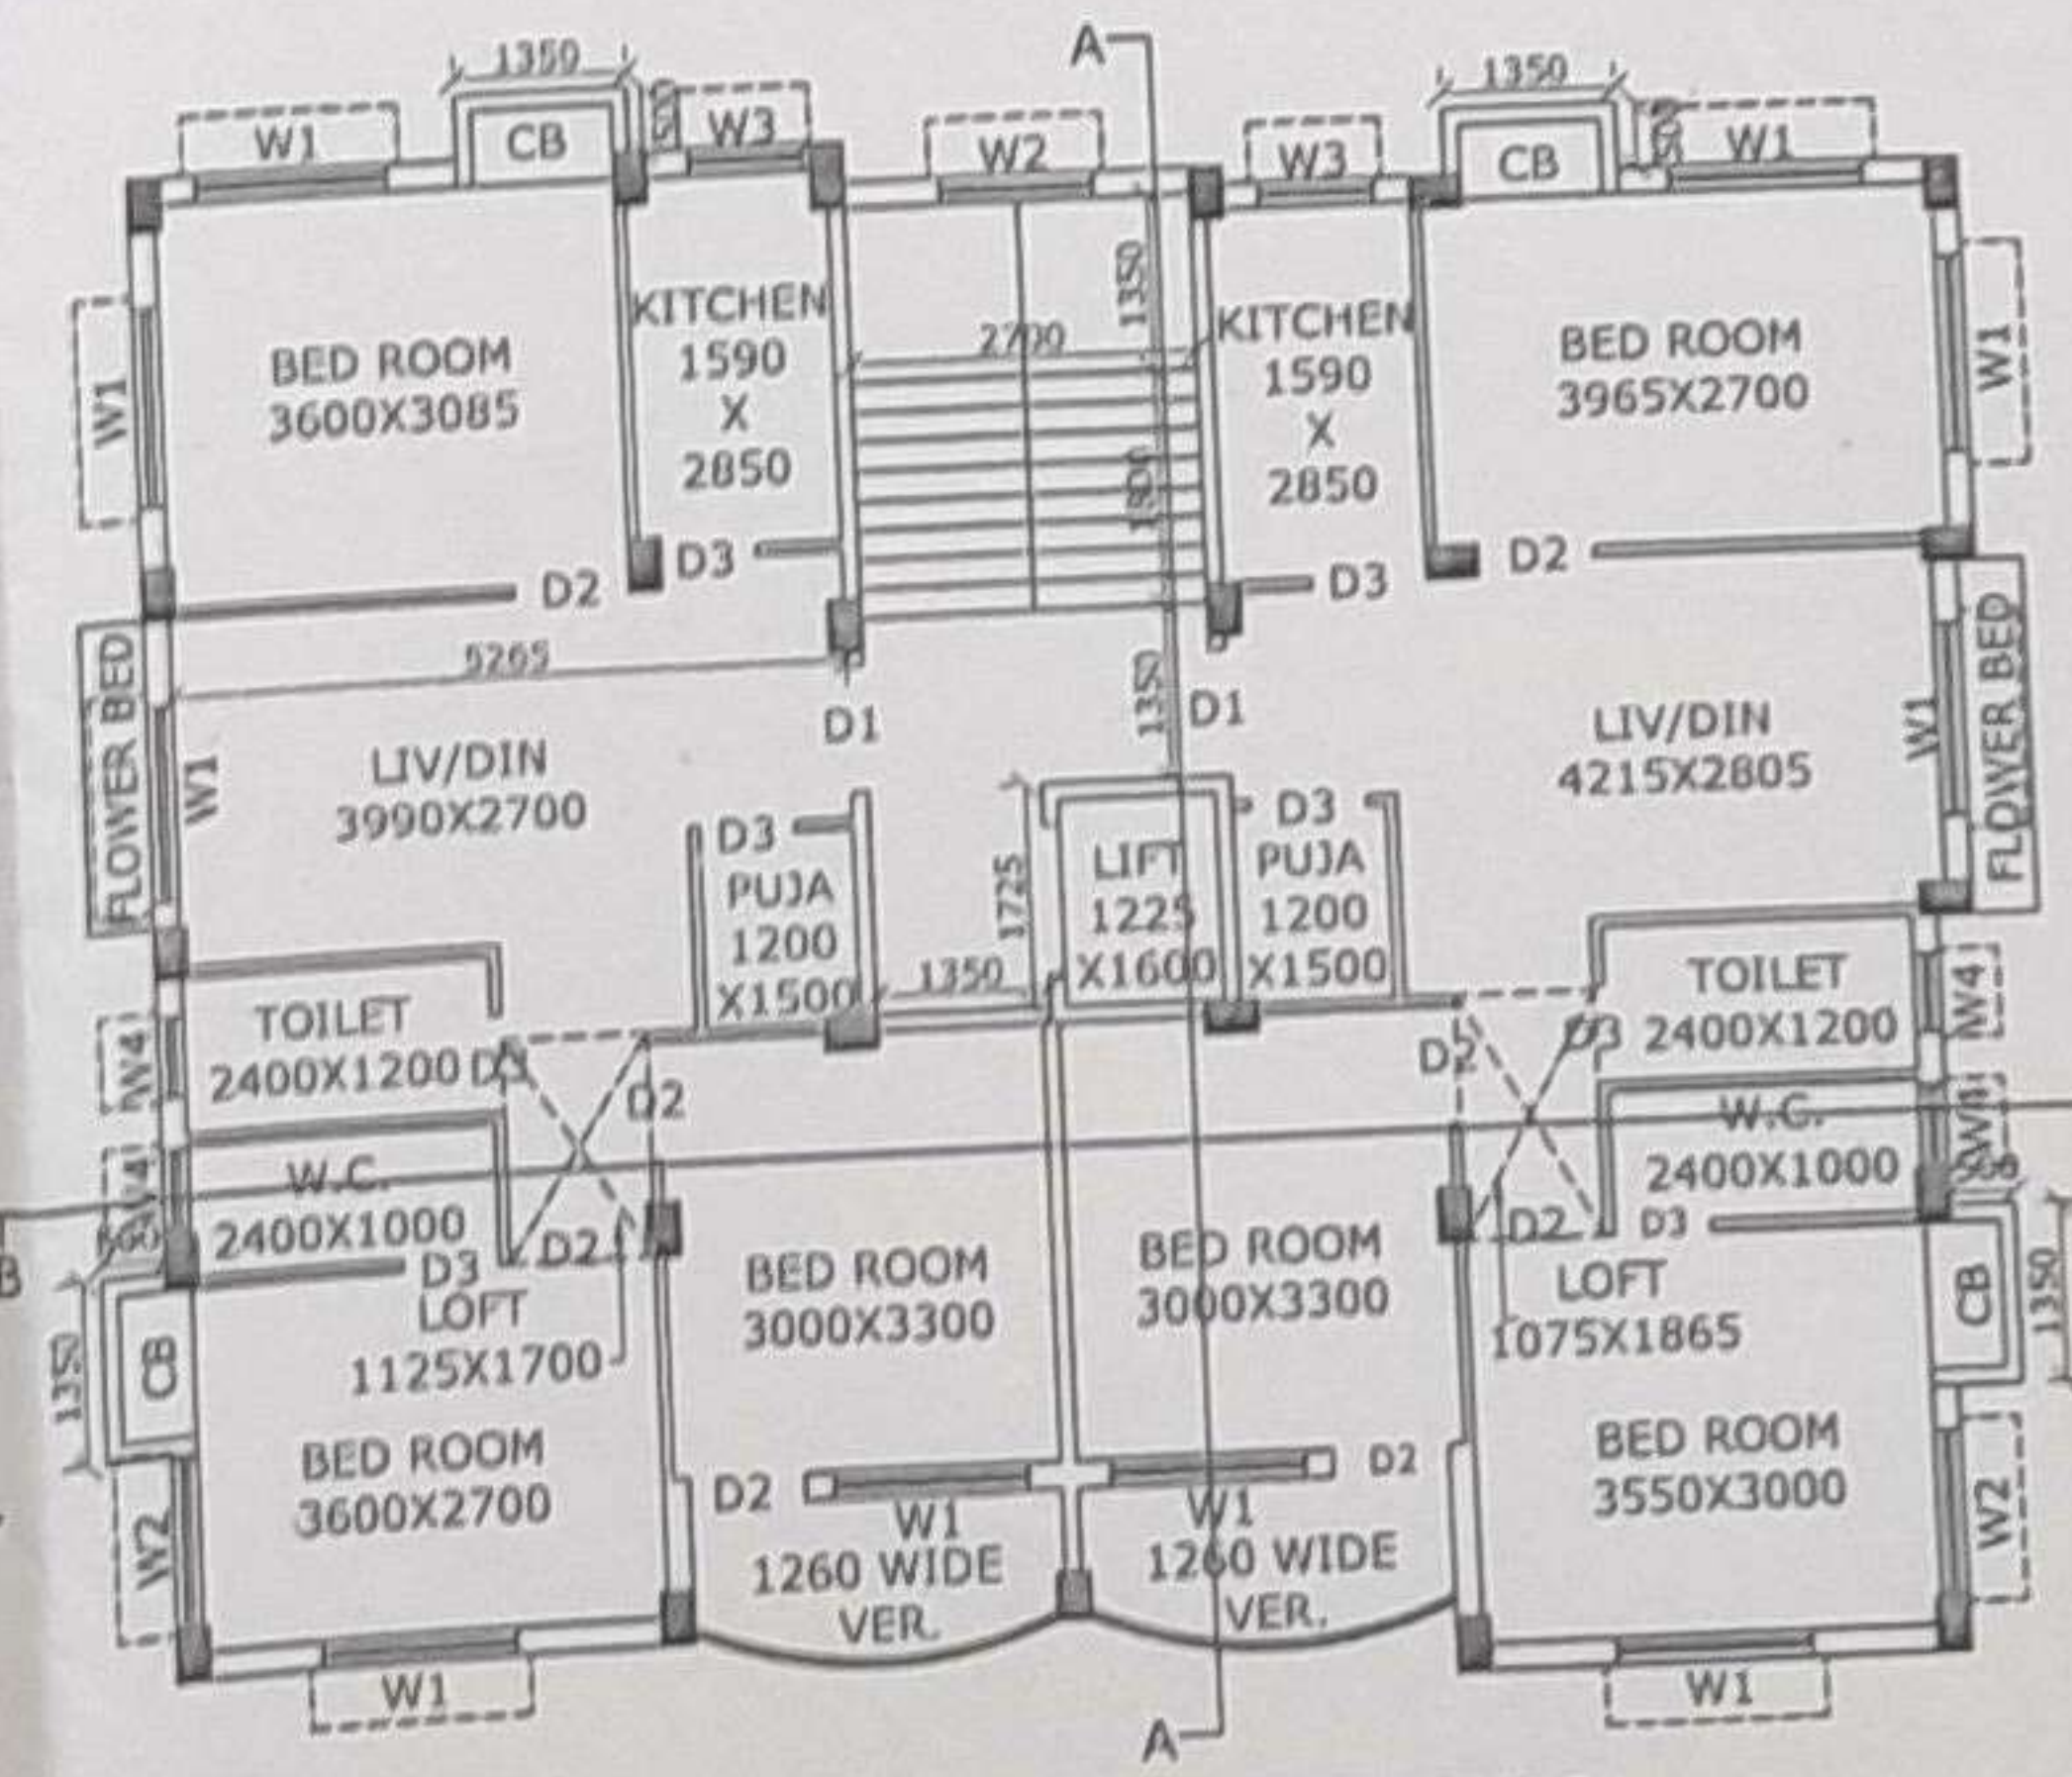 A
1350
1350
W1
CB
W3
W2
W3
CB
W1
W1
BED ROOM
3600X3085
KITCHEN
1590
X
2850
2700
1350
1800
KITCHEN
1590
X
2850
BED ROOM
3965X2700
W1
D2
D3
D3
D2
FLOWER BED
5265
D1
1350
D1
W1
LIV/DIN
3990X2700
LIV/DIN
4215X2805
W1
FLOWER BED
D3
PUJA
1200
X1500
1350
1725
LIFT
1225
X1600
D3
PUJA
1200
X1500
TOILET
2400X1200
D2
W4
D2
D3
TOILET
2400X1200
W4
W.C.
2400X1000
D3
D2
W4
W.C.
2400X1000
D2
D3
B
LOFT
1125X1700
BED ROOM
3000X3300
BED ROOM
3000X3300
LOFT
1075X1865
CB
1350
CB
1350
BED ROOM
3600X2700
W2
D2
W1
1260 WIDE
VER.
W1
D2
1260 WIDE
VER.
BED ROOM
3550X3000
W2
W1
W1
A